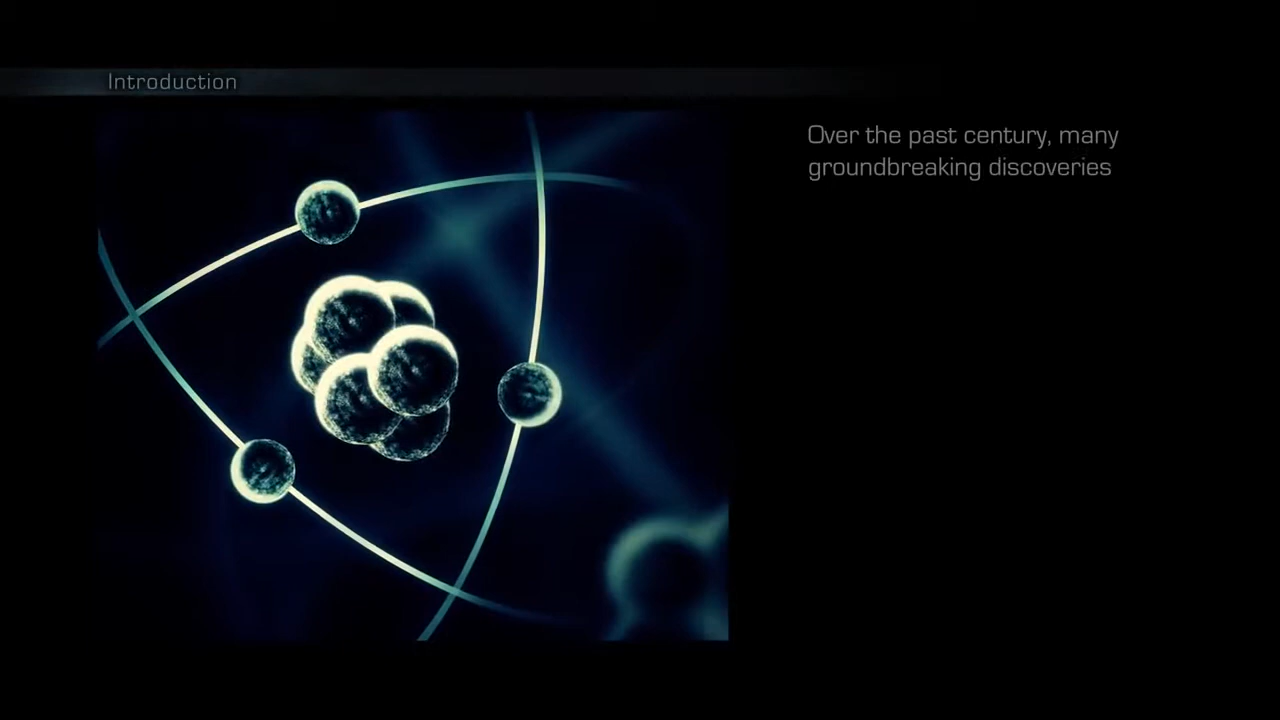 Introduction
Over the past century, many
groundbreaking discoveries